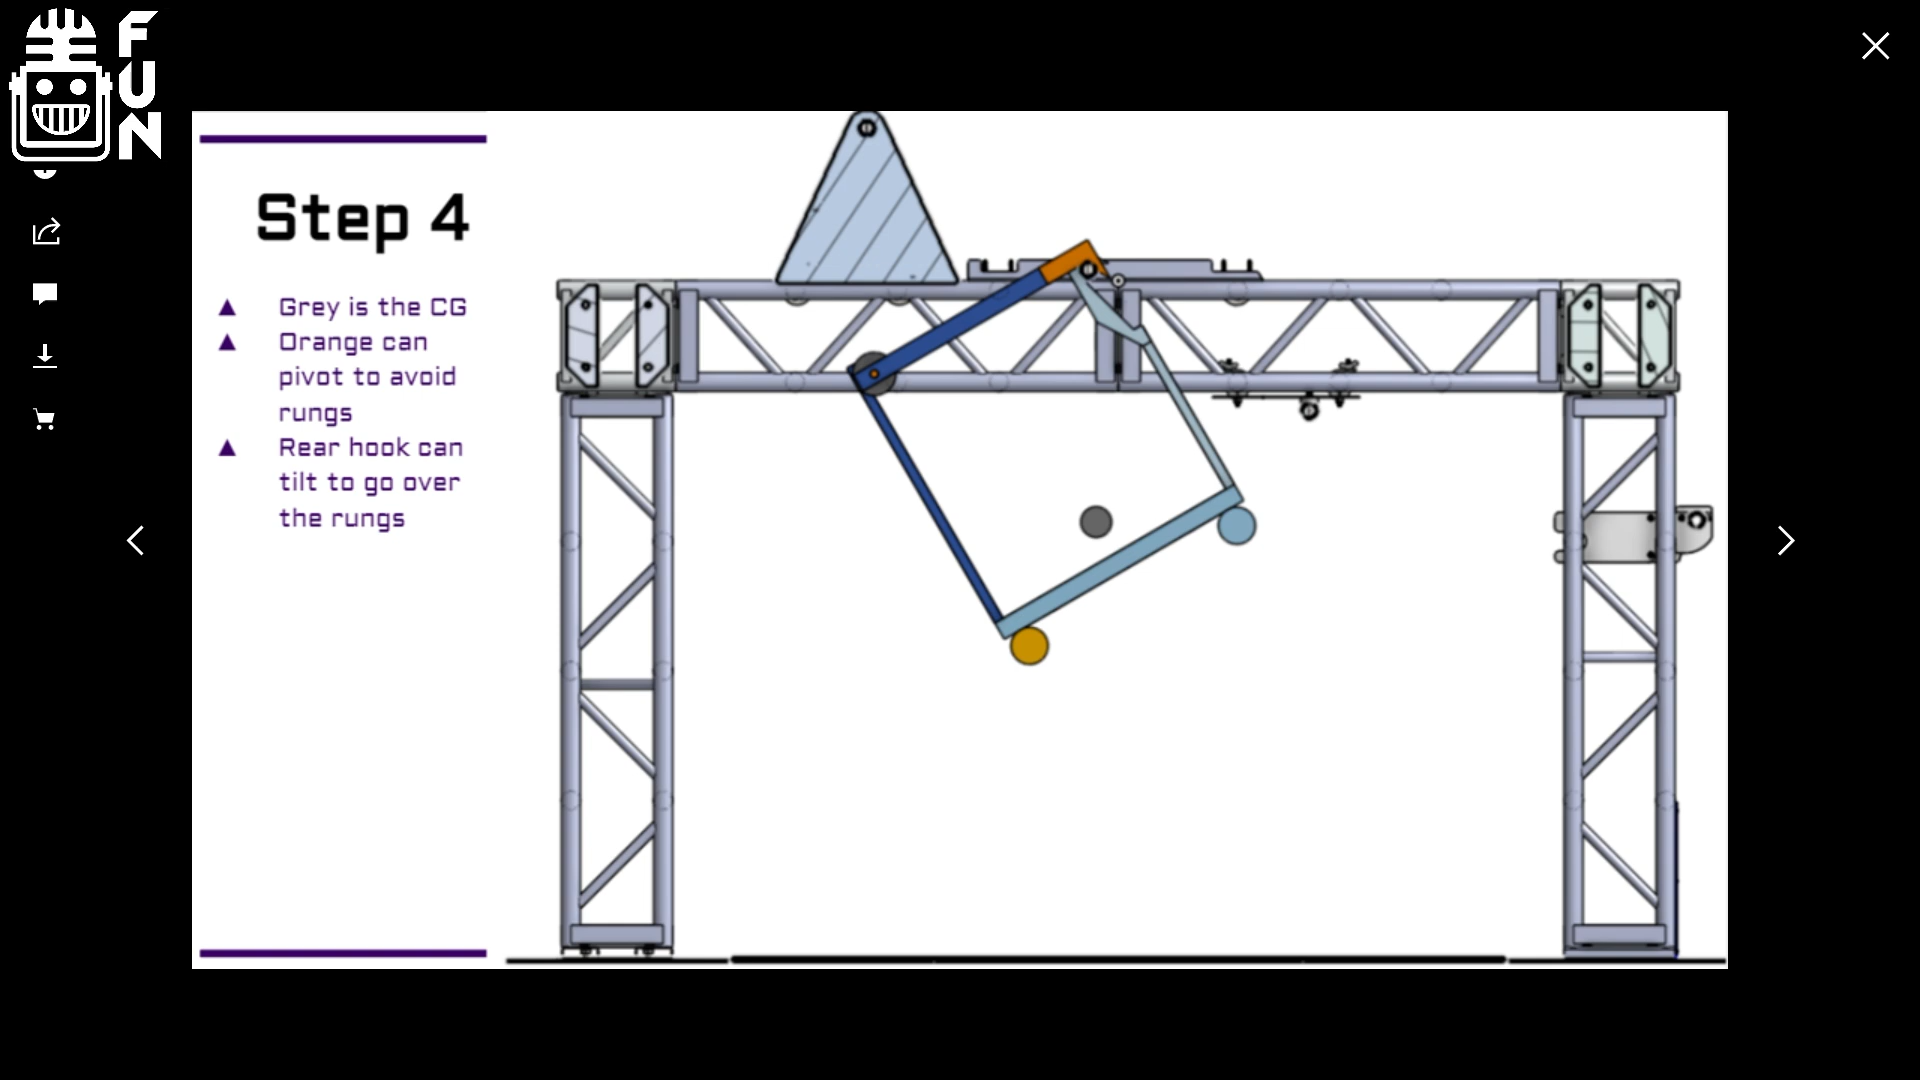 FUN
Step 4
▲ Grey is the CG
▲ Orange can
pivot to avoid
rungs
▲ Rear hook can
tilt to go over
the rungs